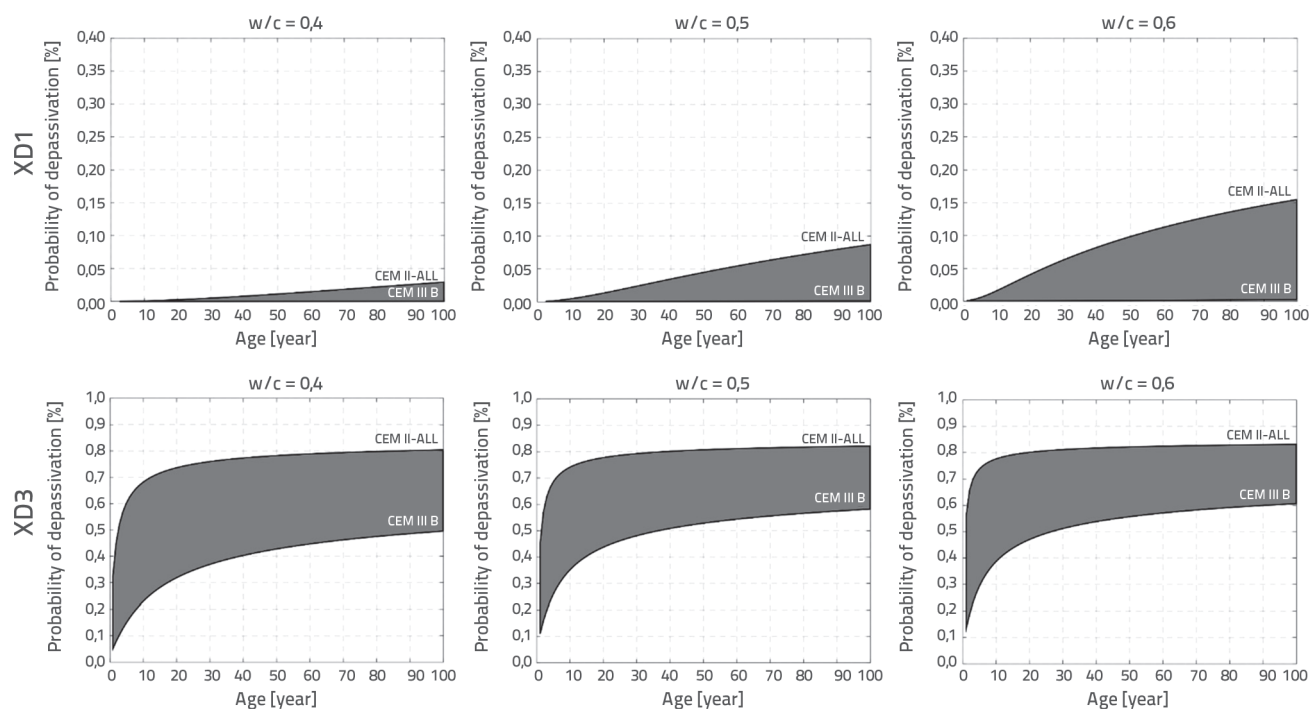 XD1
w/c = 0,4
Probability of depassivation [%]
0,40
0,35
0,30
0,25
0,20
0,15
0,10
0,05
0,00
CEM II-ALL
CEM III B
0 10 20 30 40 50 60 70 80 90 100
Age [year]
w/c = 0,5
Probability of depassivation [%]
0,40
0,35
0,30
0,25
0,20
0,15
0,10
0,05
0,00
CEM II-ALL
CEM III B
0 10 20 30 40 50 60 70 80 90 100
Age [year]
w/c = 0,6
Probability of depassivation [%]
0,40
0,35
0,30
0,25
0,20
0,15
0,10
0,05
0,00
CEM II-ALL
CEM III B
0 10 20 30 40 50 60 70 80 90 100
Age [year]
XD3
w/c = 0,4
Probability of depassivation [%]
1,0
0,9
0,8
0,7
0,6
0,5
0,4
0,3
0,2
0,1
0,0
CEM II-ALL
CEM III B
0 10 20 30 40 50 60 70 80 90 100
Age [year]
w/c = 0,5
Probability of depassivation [%]
1,0
0,9
0,8
0,7
0,6
0,5
0,4
0,3
0,2
0,1
0,0
CEM II-ALL
CEM III B
0 10 20 30 40 50 60 70 80 90 100
Age [year]
w/c = 0,6
Probability of depassivation [%]
1,0
0,9
0,8
0,7
0,6
0,5
0,4
0,3
0,2
0,1
0,0
CEM II-ALL
CEM III B
0 10 20 30 40 50 60 70 80 90 100
Age [year]